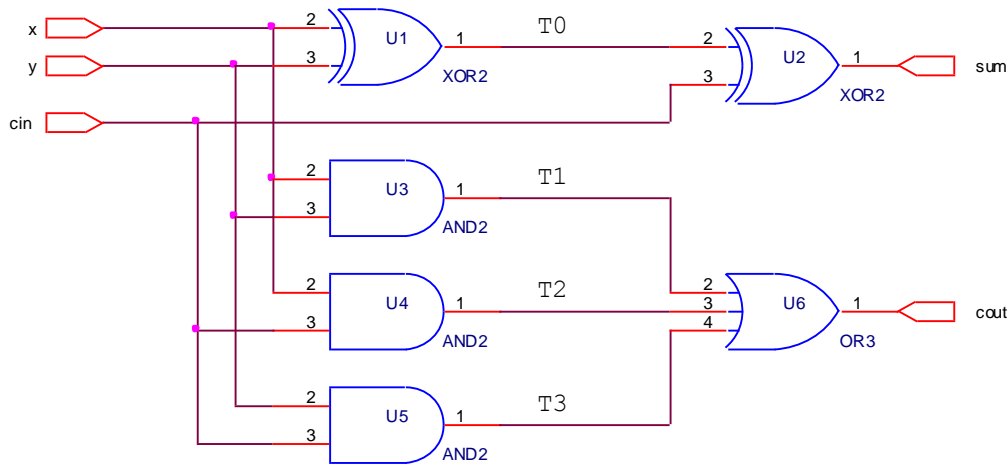 x
2
U1
1
T0
2
U2
1
sum
y
3
XOR2
3
XOR2
cin
2
U3
1
T1
3
AND2
2
U4
1
T2
2
3
4
U6
1
cout
3
AND2
OR3
2
U5
1
T3
3
AND2